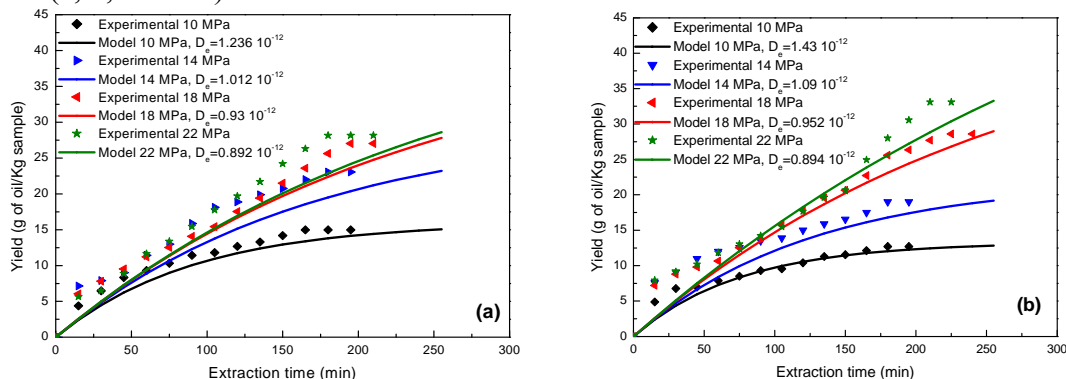 45
40
35
30
25
20
15
10
5
0
0
50
100
150
200
250
300
Yield (g of oil/Kg sample)
Extraction time (min)
Experimental 10 MPa
Model 10 MPa, De=1.236 10-12
Experimental 14 MPa
Model 14 MPa, De=1.012 10-12
Experimental 18 MPa
Model 18 MPa, De=0.93 10-12
Experimental 22 MPa
Model 22 MPa, De=0.892 10-12
(a)
45
40
35
30
25
20
15
10
5
0
0
50
100
150
200
250
300
Yield (g of oil/Kg sample)
Extraction time (min)
Experimental 10 MPa
Model 10 MPa, De=1.43 10-12
Experimental 14 MPa
Model 14 MPa, De=1.09 10-12
Experimental 18 MPa
Model 18 MPa, De=0.952 10-12
Experimental 22 MPa
Model 22 MPa, De=0.894 10-12
(b)